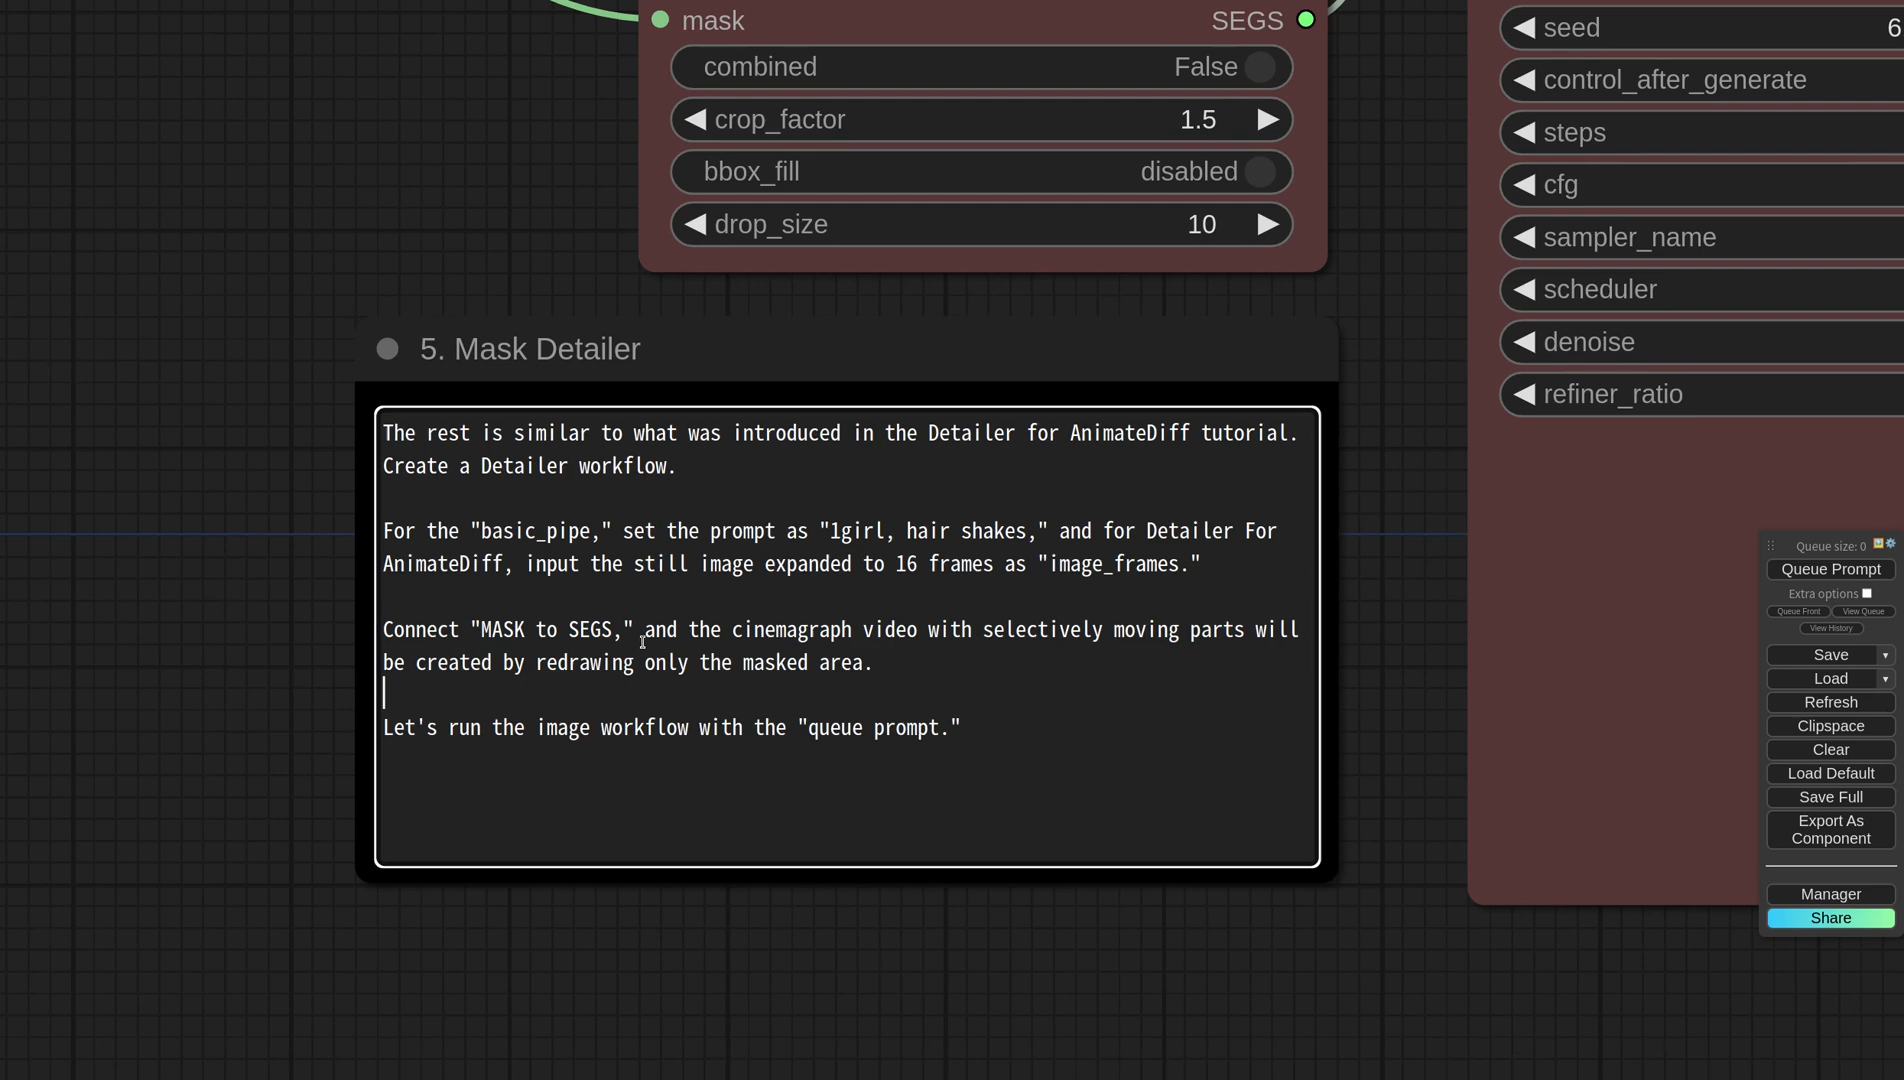 mask
SEGS
combined False
crop_factor 1.5
bbox_fill disabled
drop_size 10
seed 6
control_after_generate
steps
cfg
sampler_name
scheduler
denoise
refiner_ratio
5. Mask Detailer
The rest is similar to what was introduced in the Detailer for AnimateDiff tutorial.
Create a Detailer workflow.
For the "basic_pipe," set the prompt as "1girl, hair shakes," and for Detailer For
AnimateDiff, input the still image expanded to 16 frames as "image_frames."
Connect "MASK to SEGS," and the cinemagraph video with selectively moving parts will
be created by redrawing only the masked area.
Let's run the image workflow with the "queue prompt."
Queue size: 0
Queue Prompt
Extra options
Queue Front View Queue
View History
Save
Load
Refresh
Clipspace
Clear
Load Default
Save Full
Export As
Component
Manager
Share